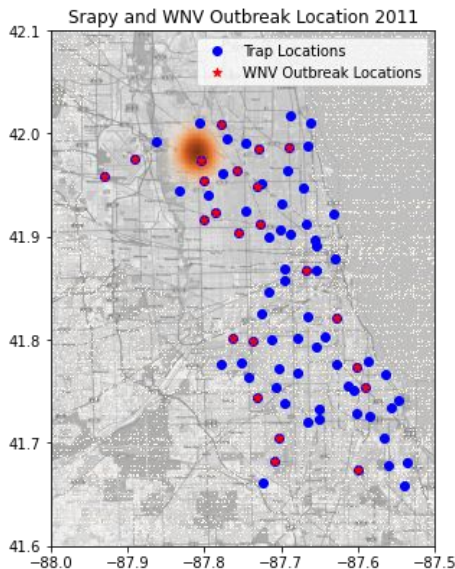 Srapy and WNV Outbreak Location 2011
42.1
Trap Locations
WNV Outbreak Locations
42.0
41.9
41.8
41.7
41.6
−88.0 −87.9 −87.8 −87.7 −87.6 −87.5